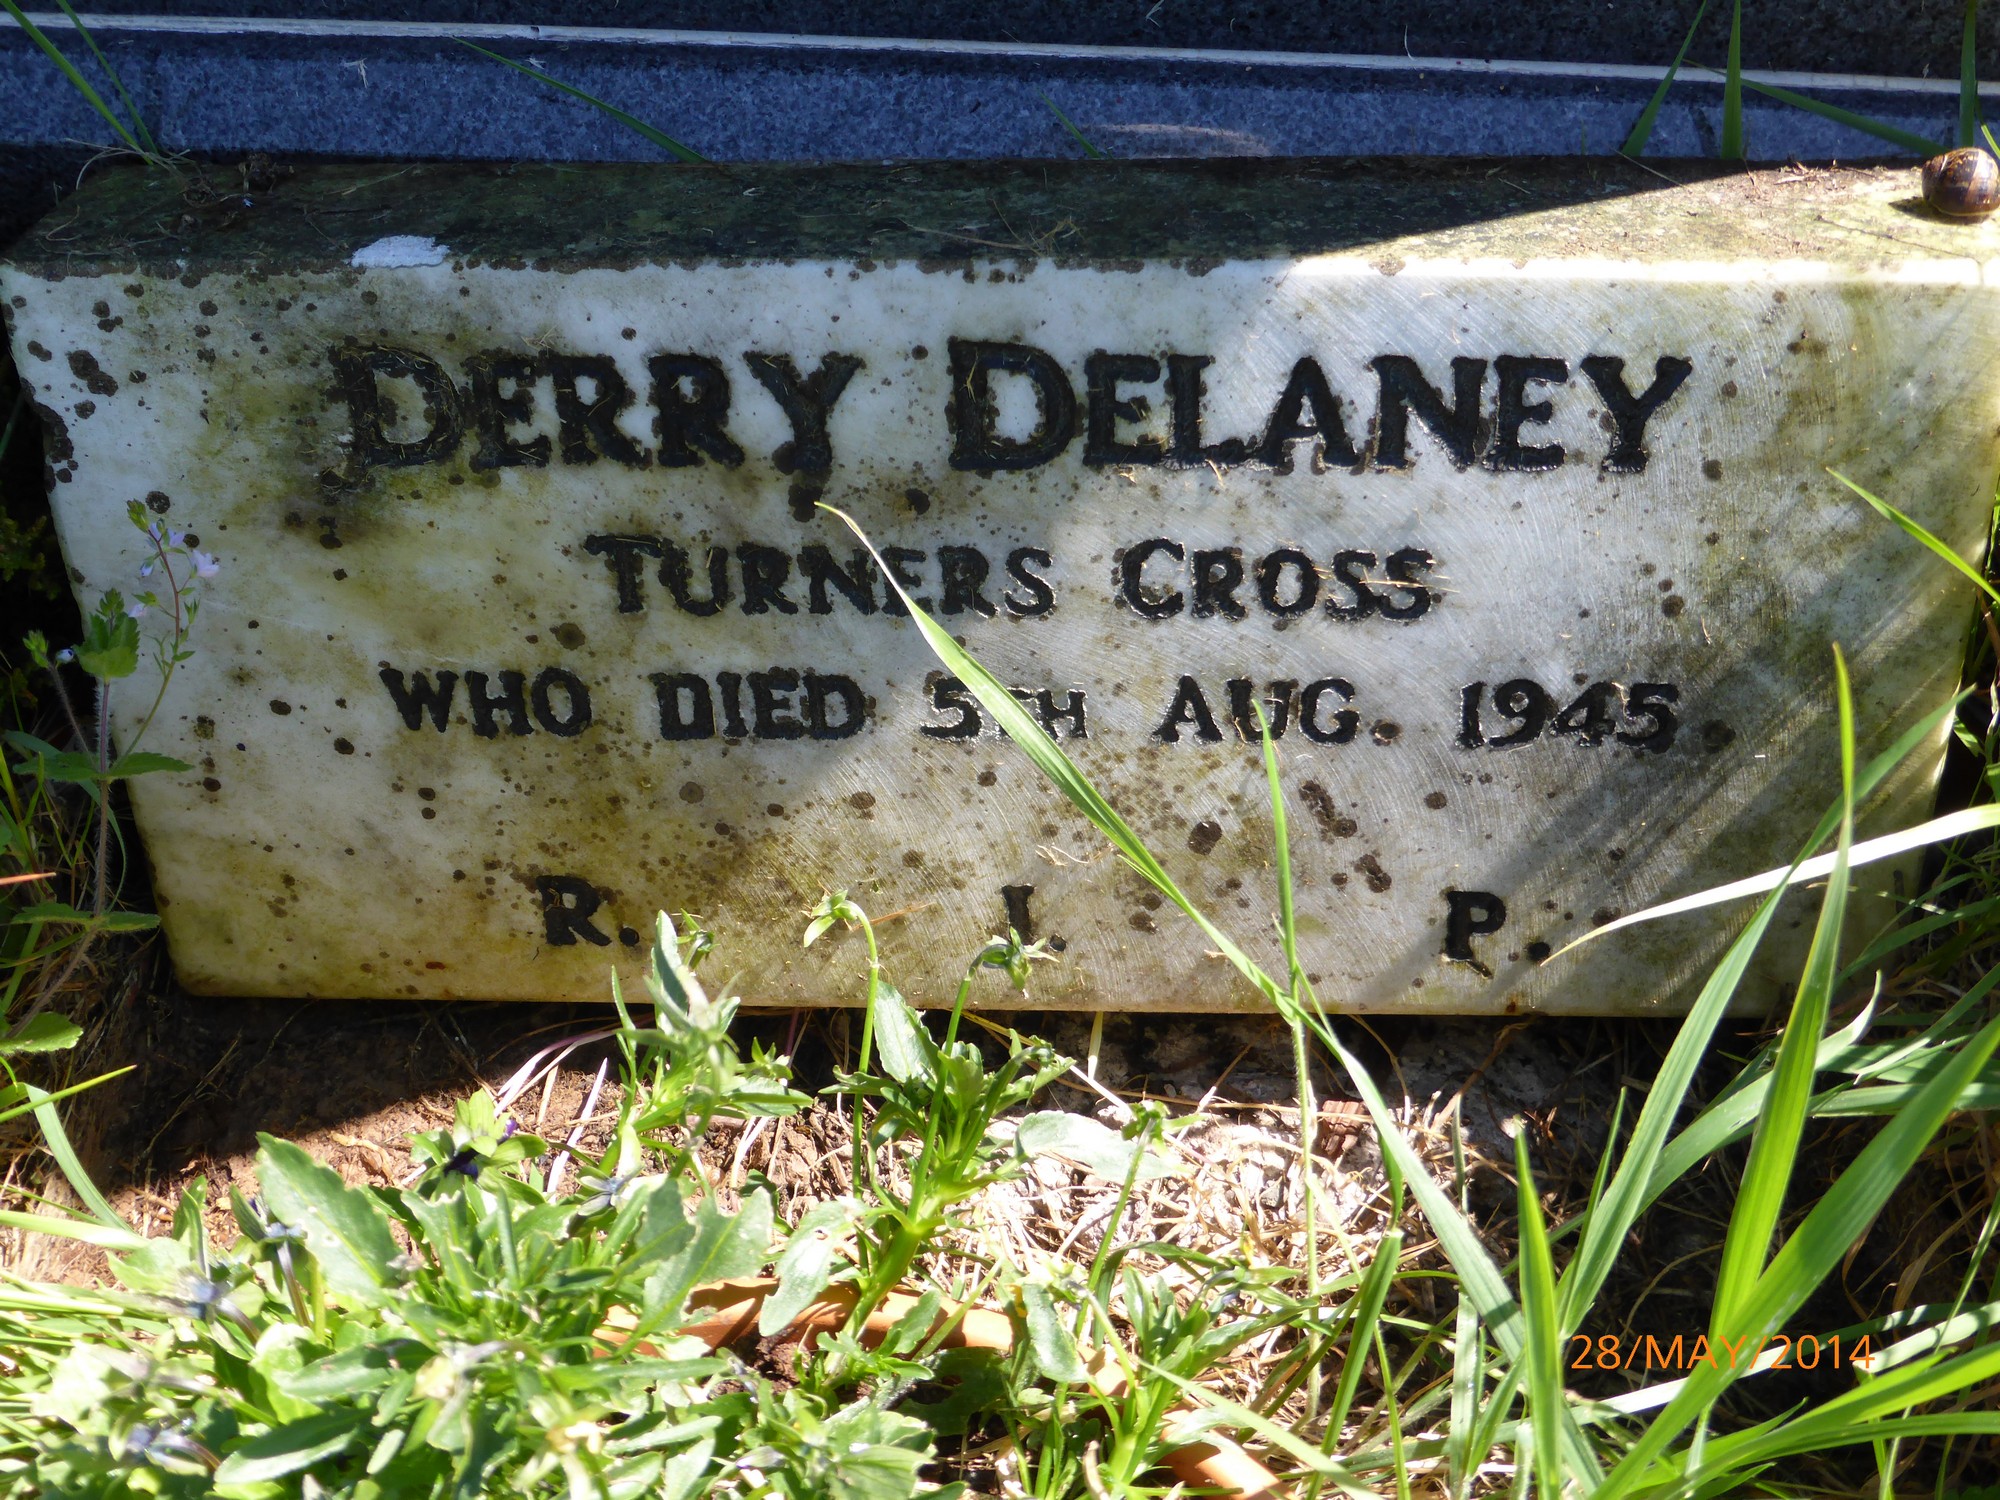 DERRY DELANEY
TURNERS CROSS
WHO DIED 5TH AUG. 1945.
R. I. P.
28/MAY/2014